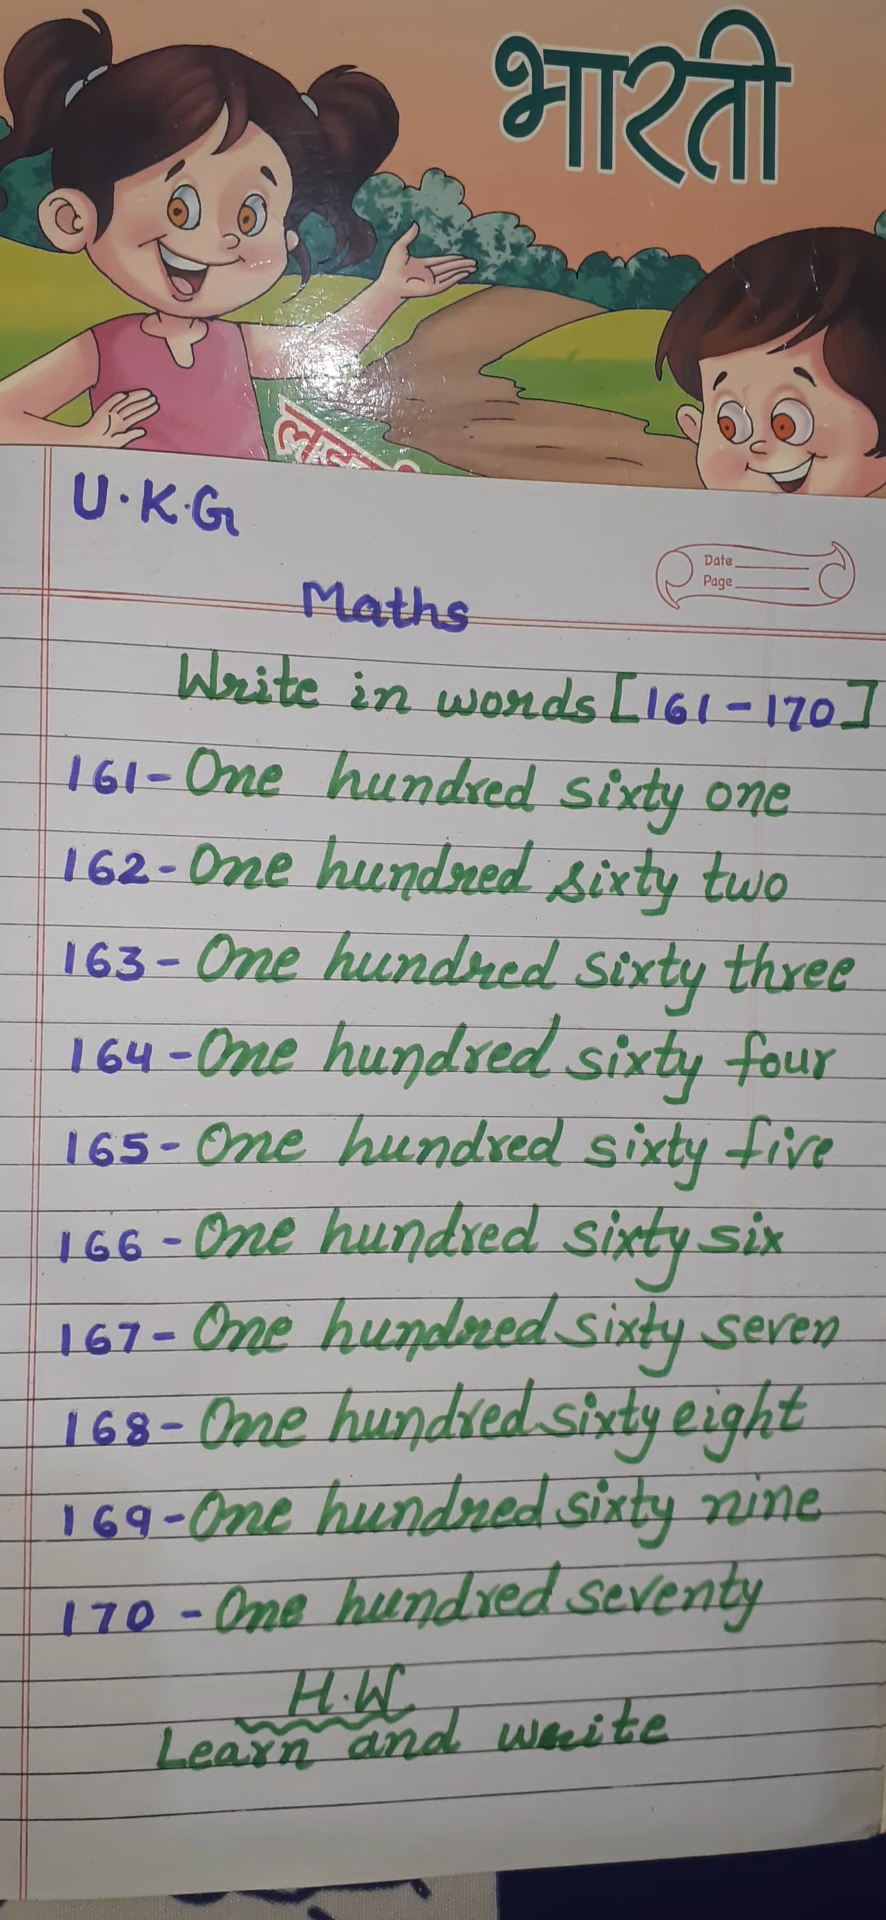 भारती
U.K.G
Date
Page
Maths
Write in words [161-170]
161- One hundred sixty one
162- One hundred sixty two
163- One hundred sixty three
164- One hundred sixty four
165- One hundred sixty five
166- One hundred sixty six
167- One hundred sixty seven
168- One hundred sixty eight
169- One hundred sixty nine
170- One hundred seventy
H.W
Learn and write